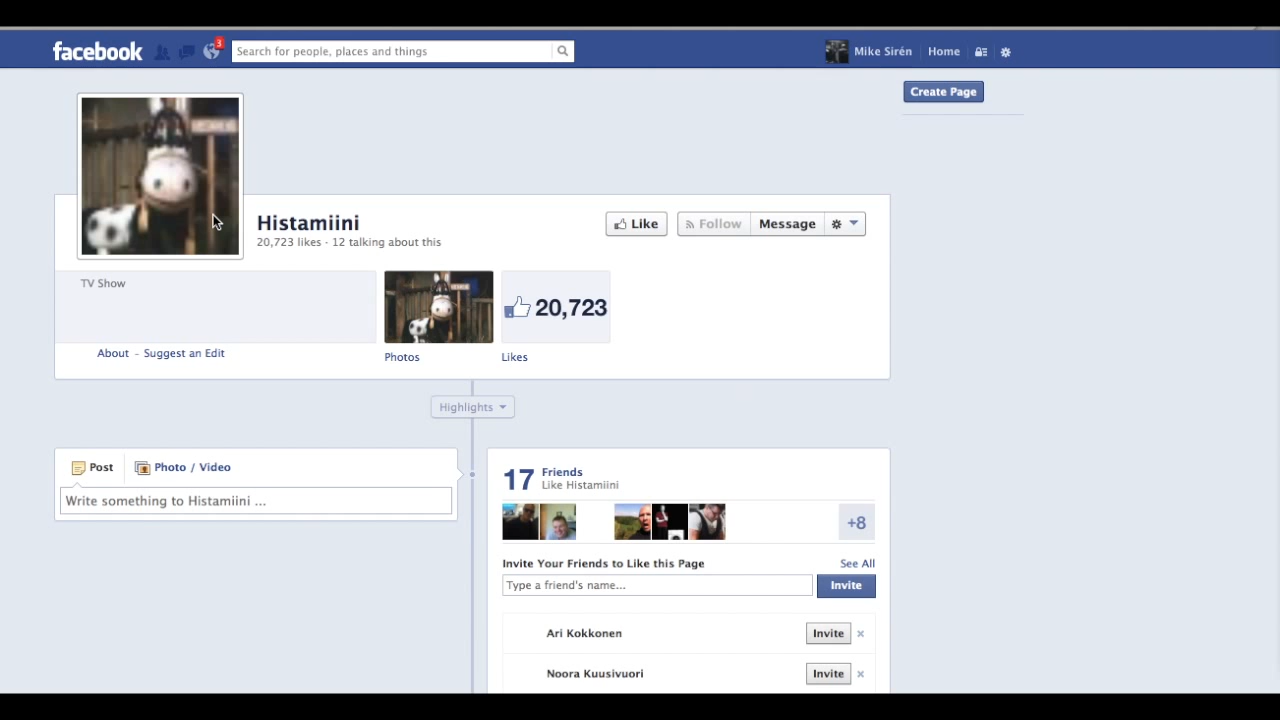 facebook
3
Search for people, places and things
Mike Sirén
Home
Create Page
Histamiini
20,723 likes · 12 talking about this
Like
Follow
Message
TV Show
20,723
About - Suggest an Edit
Photos
Likes
Highlights
Post
Photo / Video
Write something to Histamiini ...
17
Friends
Like Histamiini
+8
Invite Your Friends to Like this Page
See All
Type a friend's name...
Invite
Ari Kokkonen
Invite
Noora Kuusivuori
Invite